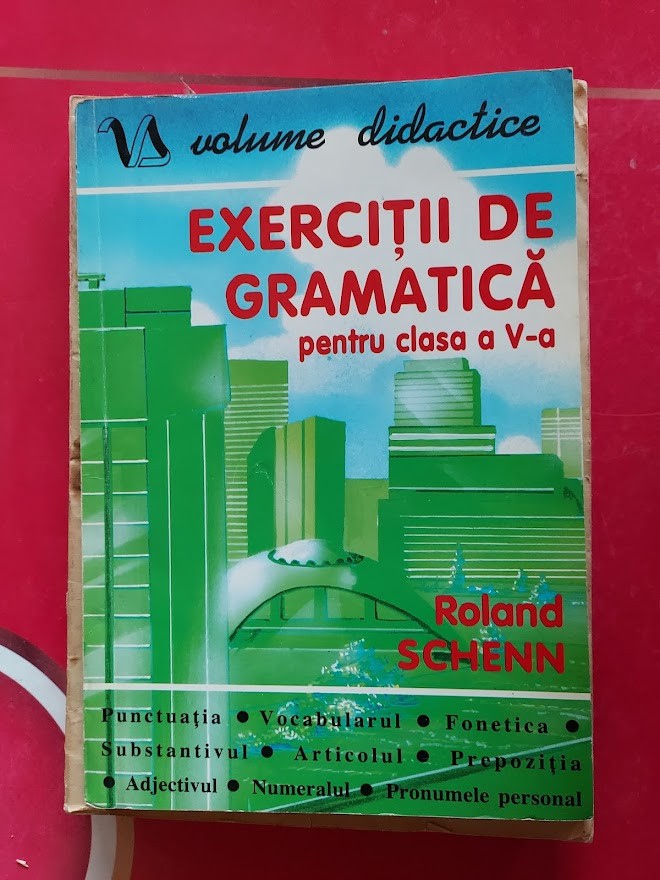 VD volume didactice
EXERCIȚII DE
GRAMATICĂ
pentru clasa a V-a
Roland
SCHENN
Punctuația ● Vocabularul ● Fonetica ●
Substantivul ● Articolul ● Prepoziția
● Adjectivul ● Numeralul ● Pronumele personal